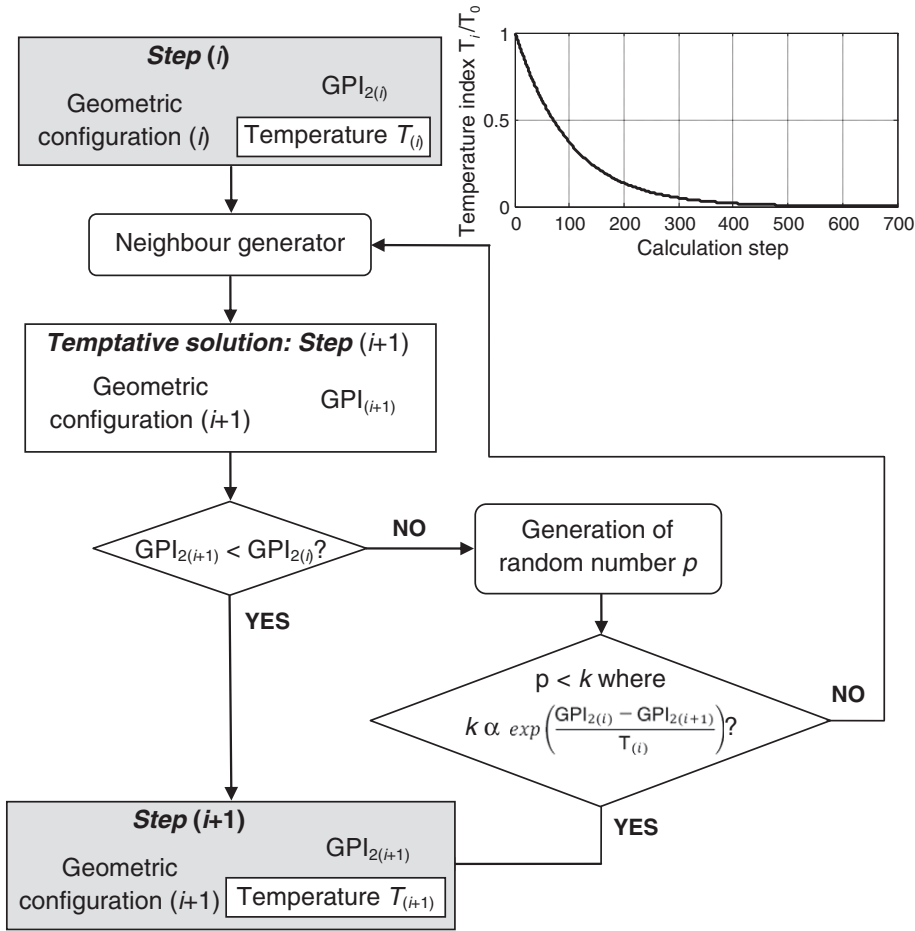 Step (i)
GPI2(i)
Geometric
configuration (i)
Temperature T(i)
Temperature index Ti/T0
1
0.5
0
0 100 200 300 400 500 600 700
Calculation step
Neighbour generator
Temptative solution: Step (i+1)
Geometric
configuration (i+1)
GPI(i+1)
GPI2(i+1) < GPI2(i)?
NO
Generation of
random number p
YES
p < k where
k α exp(GPI2(i) − GPI2(i+1) / T(i))?
NO
YES
Step (i+1)
GPI2(i+1)
Geometric
configuration (i+1)
Temperature T(i+1)